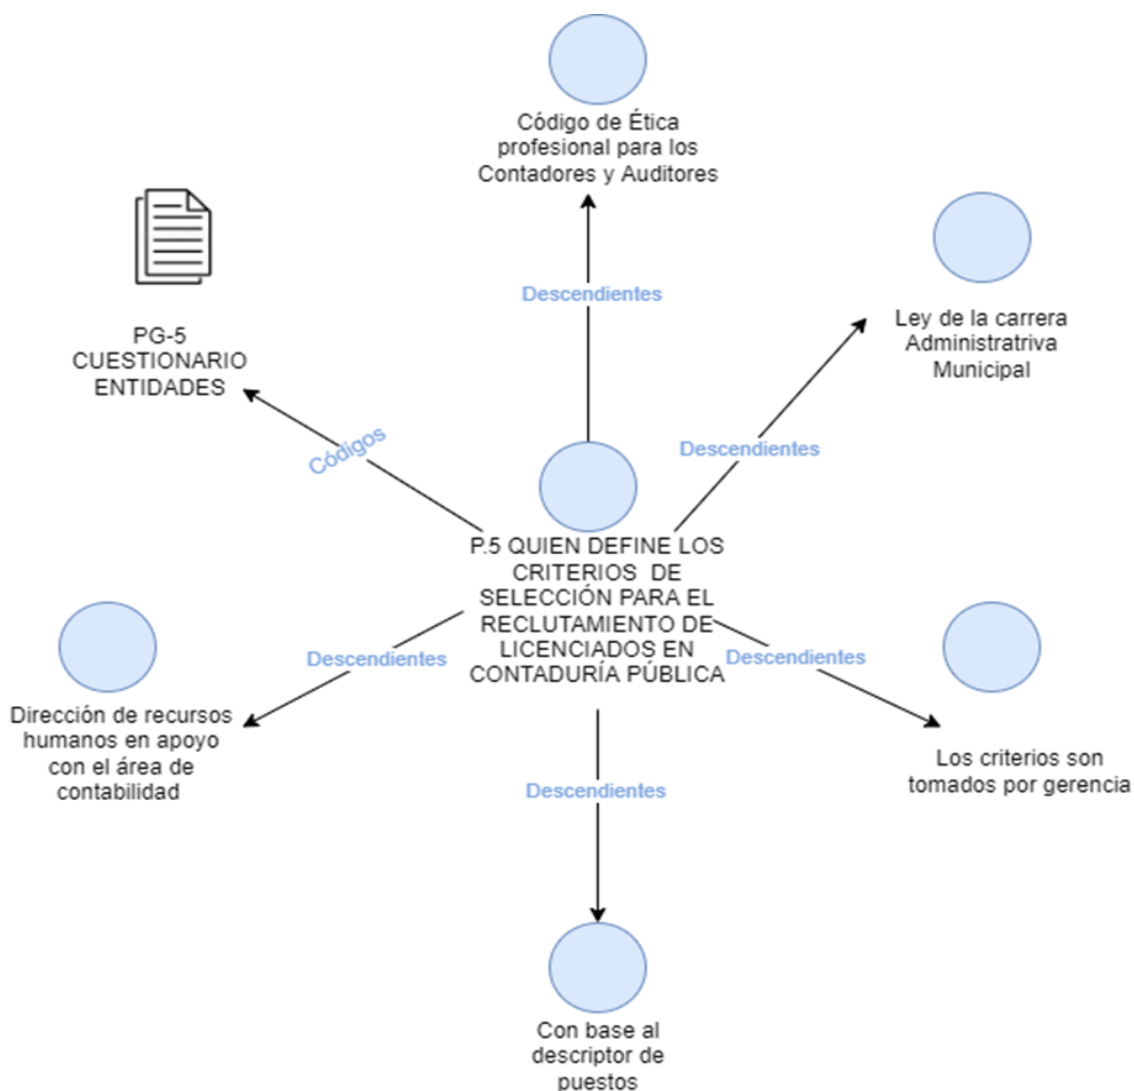 Código de Ética
profesional para los
Contadores y Auditores
Descendientes
PG-5
CUESTIONARIO
ENTIDADES
Códigos
Ley de la carrera
Administratriva
Municipal
Descendientes
P.5 QUIEN DEFINE LOS
CRITERIOS DE
SELECCIÓN PARA EL
RECLUTAMIENTO DE
LICENCIADOS EN
CONTADURÍA PÚBLICA
Descendientes
Dirección de recursos
humanos en apoyo
con el área de
contabilidad
Descendientes
Los criterios son
tomados por gerencia
Descendientes
Con base al
descriptor de
puestos